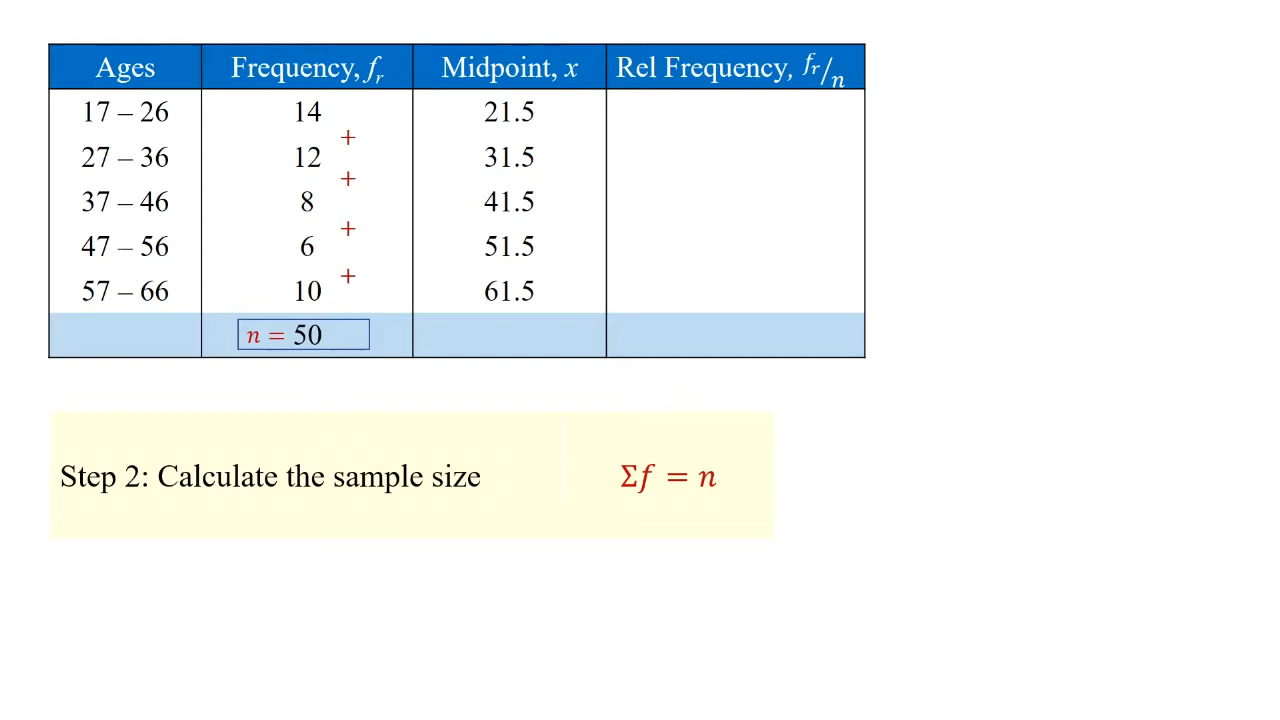 Ages Frequency, fr Midpoint, x Rel Frequency, fr/n
17 – 26 14 21.5
+
27 – 36 12 31.5
+
37 – 46 8 41.5
+
47 – 56 6 51.5
+
57 – 66 10 61.5
n = 50
Step 2: Calculate the sample size Σf = n